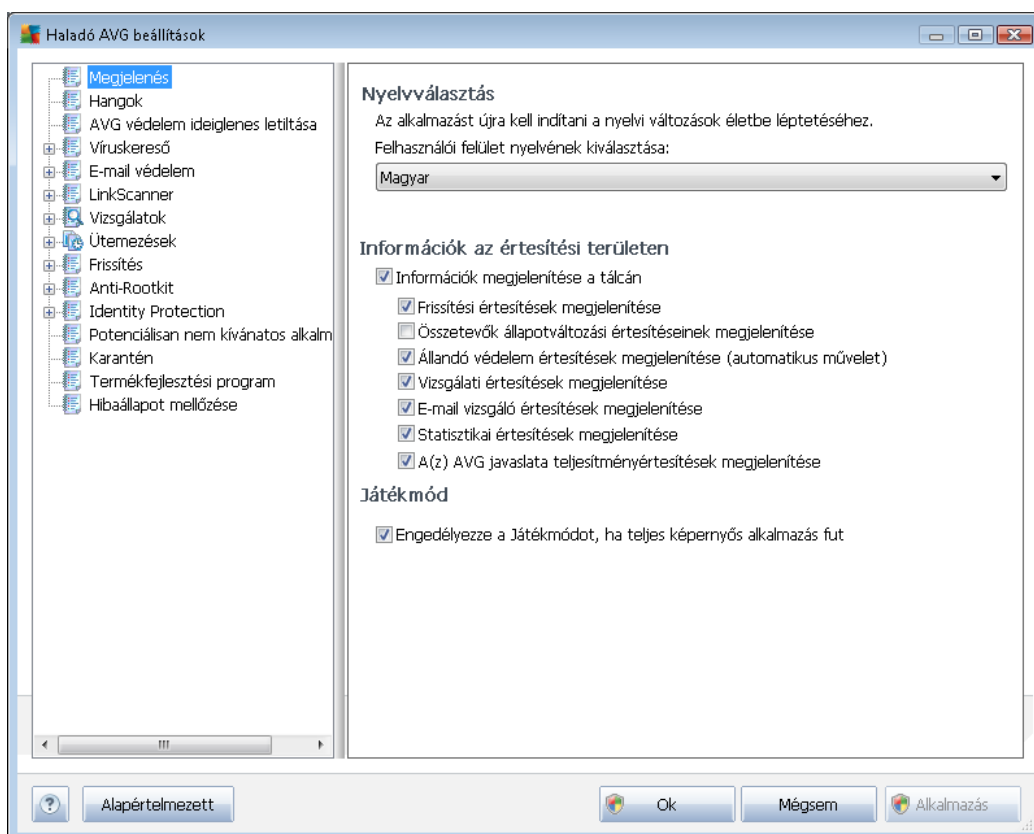 Haladó AVG beállítások
Megjelenés
Hangok
AVG védelem ideiglenes letiltása
Víruskereső
E-mail védelem
LinkScanner
Vizsgálatok
Ütemezések
Frissítés
Anti-Rootkit
Identity Protection
Potenciálisan nem kívánatos alkalm
Karantén
Termékfejlesztési program
Hibaállapot mellőzése
Nyelvválasztás
Az alkalmazást újra kell indítani a nyelvi változások életbe léptetéséhez.
Felhasználói felület nyelvének kiválasztása:
Magyar
Információk az értesítési területen
Információk megjelenítése a tálcán
Frissítési értesítések megjelenítése
Összetevők állapotváltozási értesítéseinek megjelenítése
Állandó védelem értesítések megjelenítése (automatikus művelet)
Vizsgálati értesítések megjelenítése
E-mail vizsgáló értesítések megjelenítése
Statisztikai értesítések megjelenítése
A(z) AVG javaslata teljesítményértesítések megjelenítése
Játékmód
Engedélyezze a Játékmódot, ha teljes képernyős alkalmazás fut
? Alapértelmezett Ok Mégsem Alkalmazás